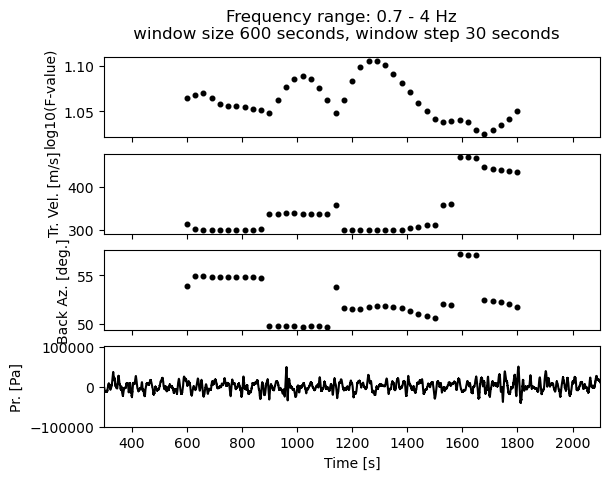 Frequency range: 0.7 - 4 Hz
window size 600 seconds, window step 30 seconds
log10(F-value)
1.10
1.05
Tr. Vel. [m/s]
400
300
Back Az. [deg.]
55
50
Pr. [Pa]
100000
0
−100000
400 600 800 1000 1200 1400 1600 1800 2000
Time [s]